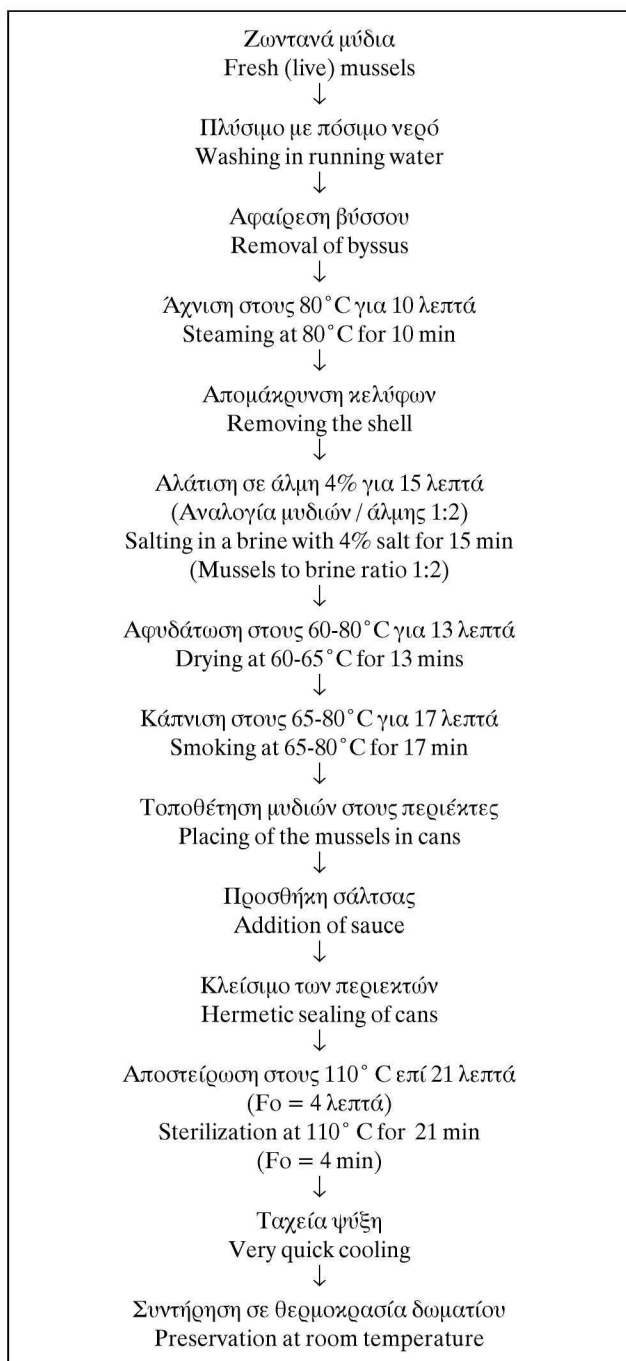 Ζωντανά μύδια
Fresh (live) mussels
↓
Πλύσιμο με πόσιμο νερό
Washing in running water
↓
Αφαίρεση βύσσου
Removal of byssus
↓
Άχνιση στους 80°C για 10 λεπτά
Steaming at 80°C for 10 min
↓
Απομάκρυνση κελύφων
Removing the shell
↓
Αλάτιση σε άλμη 4% για 15 λεπτά
(Αναλογία μυδιών / άλμης 1:2)
Salting in a brine with 4% salt for 15 min
(Mussels to brine ratio 1:2)
↓
Αφυδάτωση στους 60-80°C για 13 λεπτά
Drying at 60-65°C for 13 mins
↓
Κάπνιση στους 65-80°C για 17 λεπτά
Smoking at 65-80°C for 17 min
↓
Τοποθέτηση μυδιών στους περιέκτες
Placing of the mussels in cans
↓
Προσθήκη σάλτσας
Addition of sauce
↓
Κλείσιμο των περιεκτών
Hermetic sealing of cans
↓
Αποστείρωση στους 110° C επί 21 λεπτά
(Fo = 4 λεπτά)
Sterilization at 110° C for 21 min
(Fo = 4 min)
↓
Ταχεία ψύξη
Very quick cooling
↓
Συντήρηση σε θερμοκρασία δωματίου
Preservation at room temperature